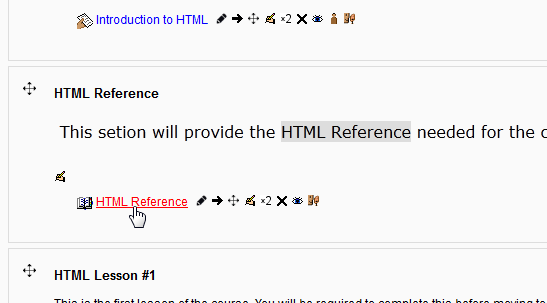 Introduction to HTML ×2
HTML Reference
This setion will provide the HTML Reference needed for the
HTML Reference ×2
HTML Lesson #1
This is the first lesson of the course. You will be required to complete this before moving to